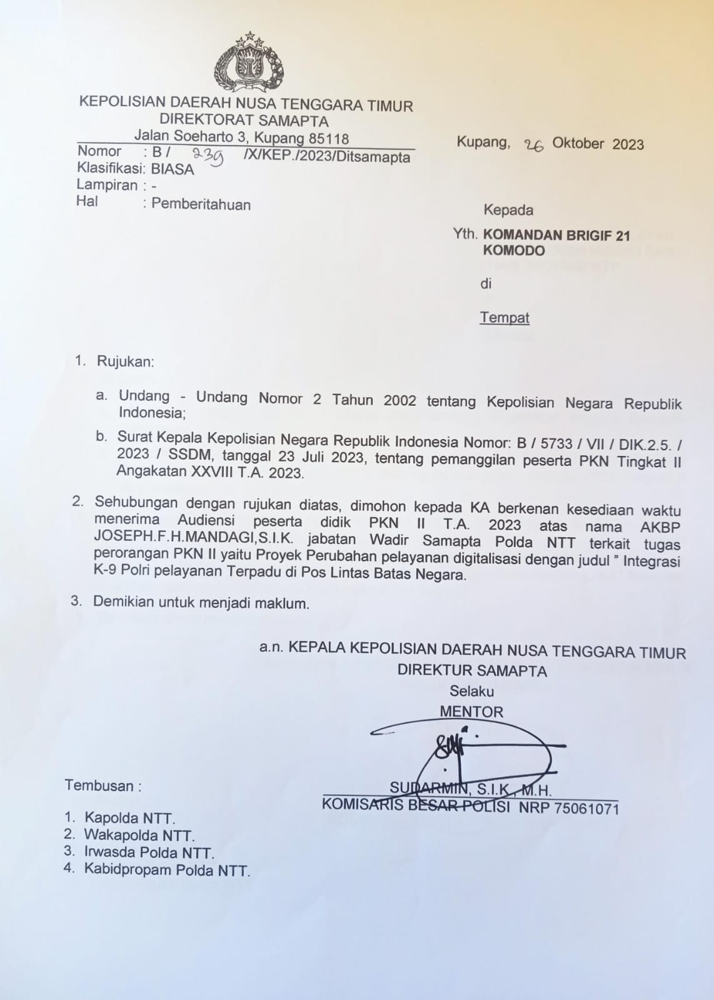 KEPOLISIAN DAERAH NUSA TENGGARA TIMUR
DIREKTORAT SAMAPTA
Jalan Soeharto 3, Kupang 85118
Kupang, 26 Oktober 2023
Nomor : B / 239 /X/KEP./2023/Ditsamapta
Klasifikasi: BIASA
Lampiran : -
Hal : Pemberitahuan
Kepada
Yth. KOMANDAN BRIGIF 21
KOMODO
di
Tempat
1. Rujukan:
a. Undang - Undang Nomor 2 Tahun 2002 tentang Kepolisian Negara Republik
Indonesia;
b. Surat Kepala Kepolisian Negara Republik Indonesia Nomor: B / 5733 / VII / DIK.2.5. /
2023 / SSDM, tanggal 23 Juli 2023, tentang pemanggilan peserta PKN Tingkat II
Angakatan XXVIII T.A. 2023.
2. Sehubungan dengan rujukan diatas, dimohon kepada KA berkenan kesediaan waktu
menerima Audiensi peserta didik PKN II T.A. 2023 atas nama AKBP
JOSEPH.F.H.MANDAGI,S.I.K. jabatan Wadir Samapta Polda NTT terkait tugas
perorangan PKN II yaitu Proyek Perubahan pelayanan digitalisasi dengan judul ” Integrasi
K-9 Polri pelayanan Terpadu di Pos Lintas Batas Negara.
3. Demikian untuk menjadi maklum.
a.n. KEPALA KEPOLISIAN DAERAH NUSA TENGGARA TIMUR
DIREKTUR SAMAPTA
Selaku
MENTOR
SUDARMIN, S.I.K., M.H.
KOMISARIS BESAR POLISI NRP 75061071
Tembusan :
1. Kapolda NTT.
2. Wakapolda NTT.
3. Irwasda Polda NTT.
4. Kabidpropam Polda NTT.